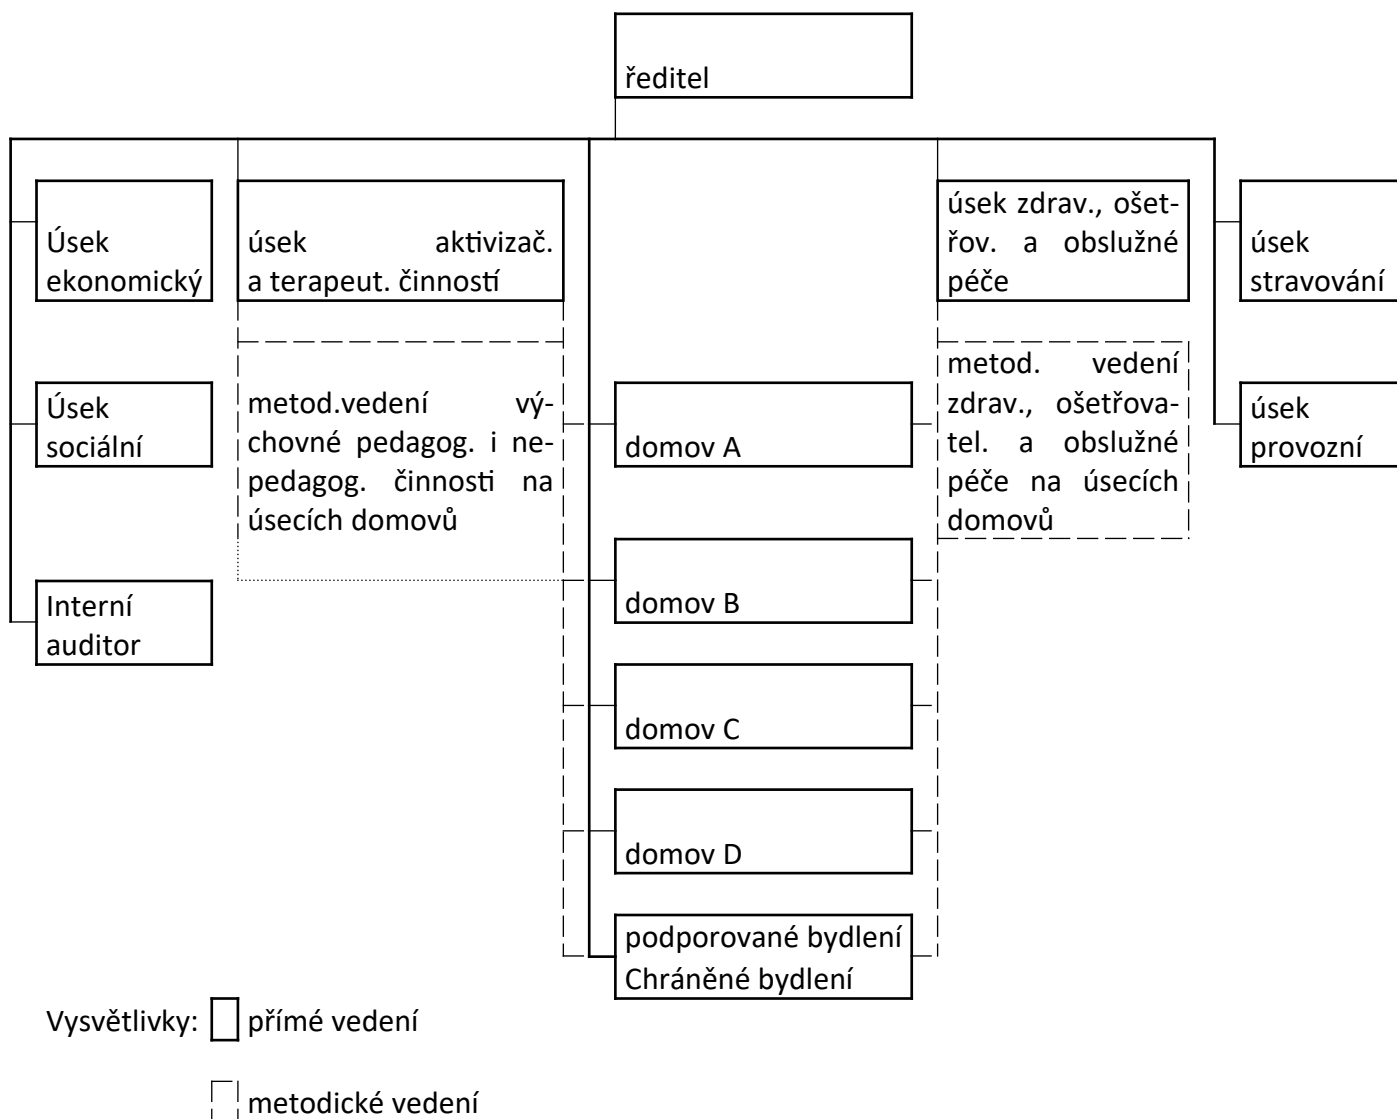 ředitel
Úsek
ekonomický
úsek aktivizač.
a terapeut. činností
úsek zdrav., ošet-
řov. a obslužné
péče
úsek
stravování
Úsek
sociální
metod.vedení vý-
chovné pedagog. i ne-
pedagog. činnosti na
úsecích domovů
domov A
metod. vedení
zdrav., ošetřova-
tel. a obslužné
péče na úsecích
domovů
úsek
provozní
Interní
auditor
domov B
domov C
domov D
podporované bydlení
Chráněné bydlení
Vysvětlivky: přímé vedení
metodické vedení